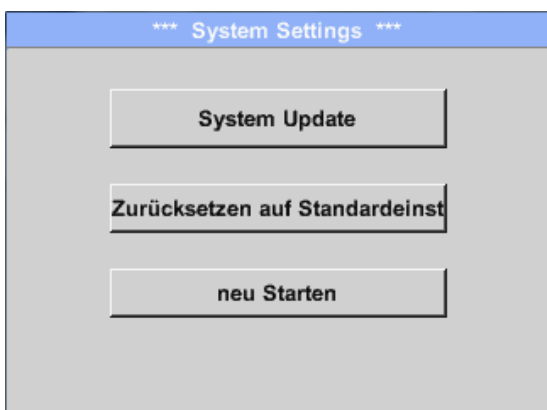 *** System Settings ***
System Update
Zurücksetzen auf Standardeinst
neu Starten